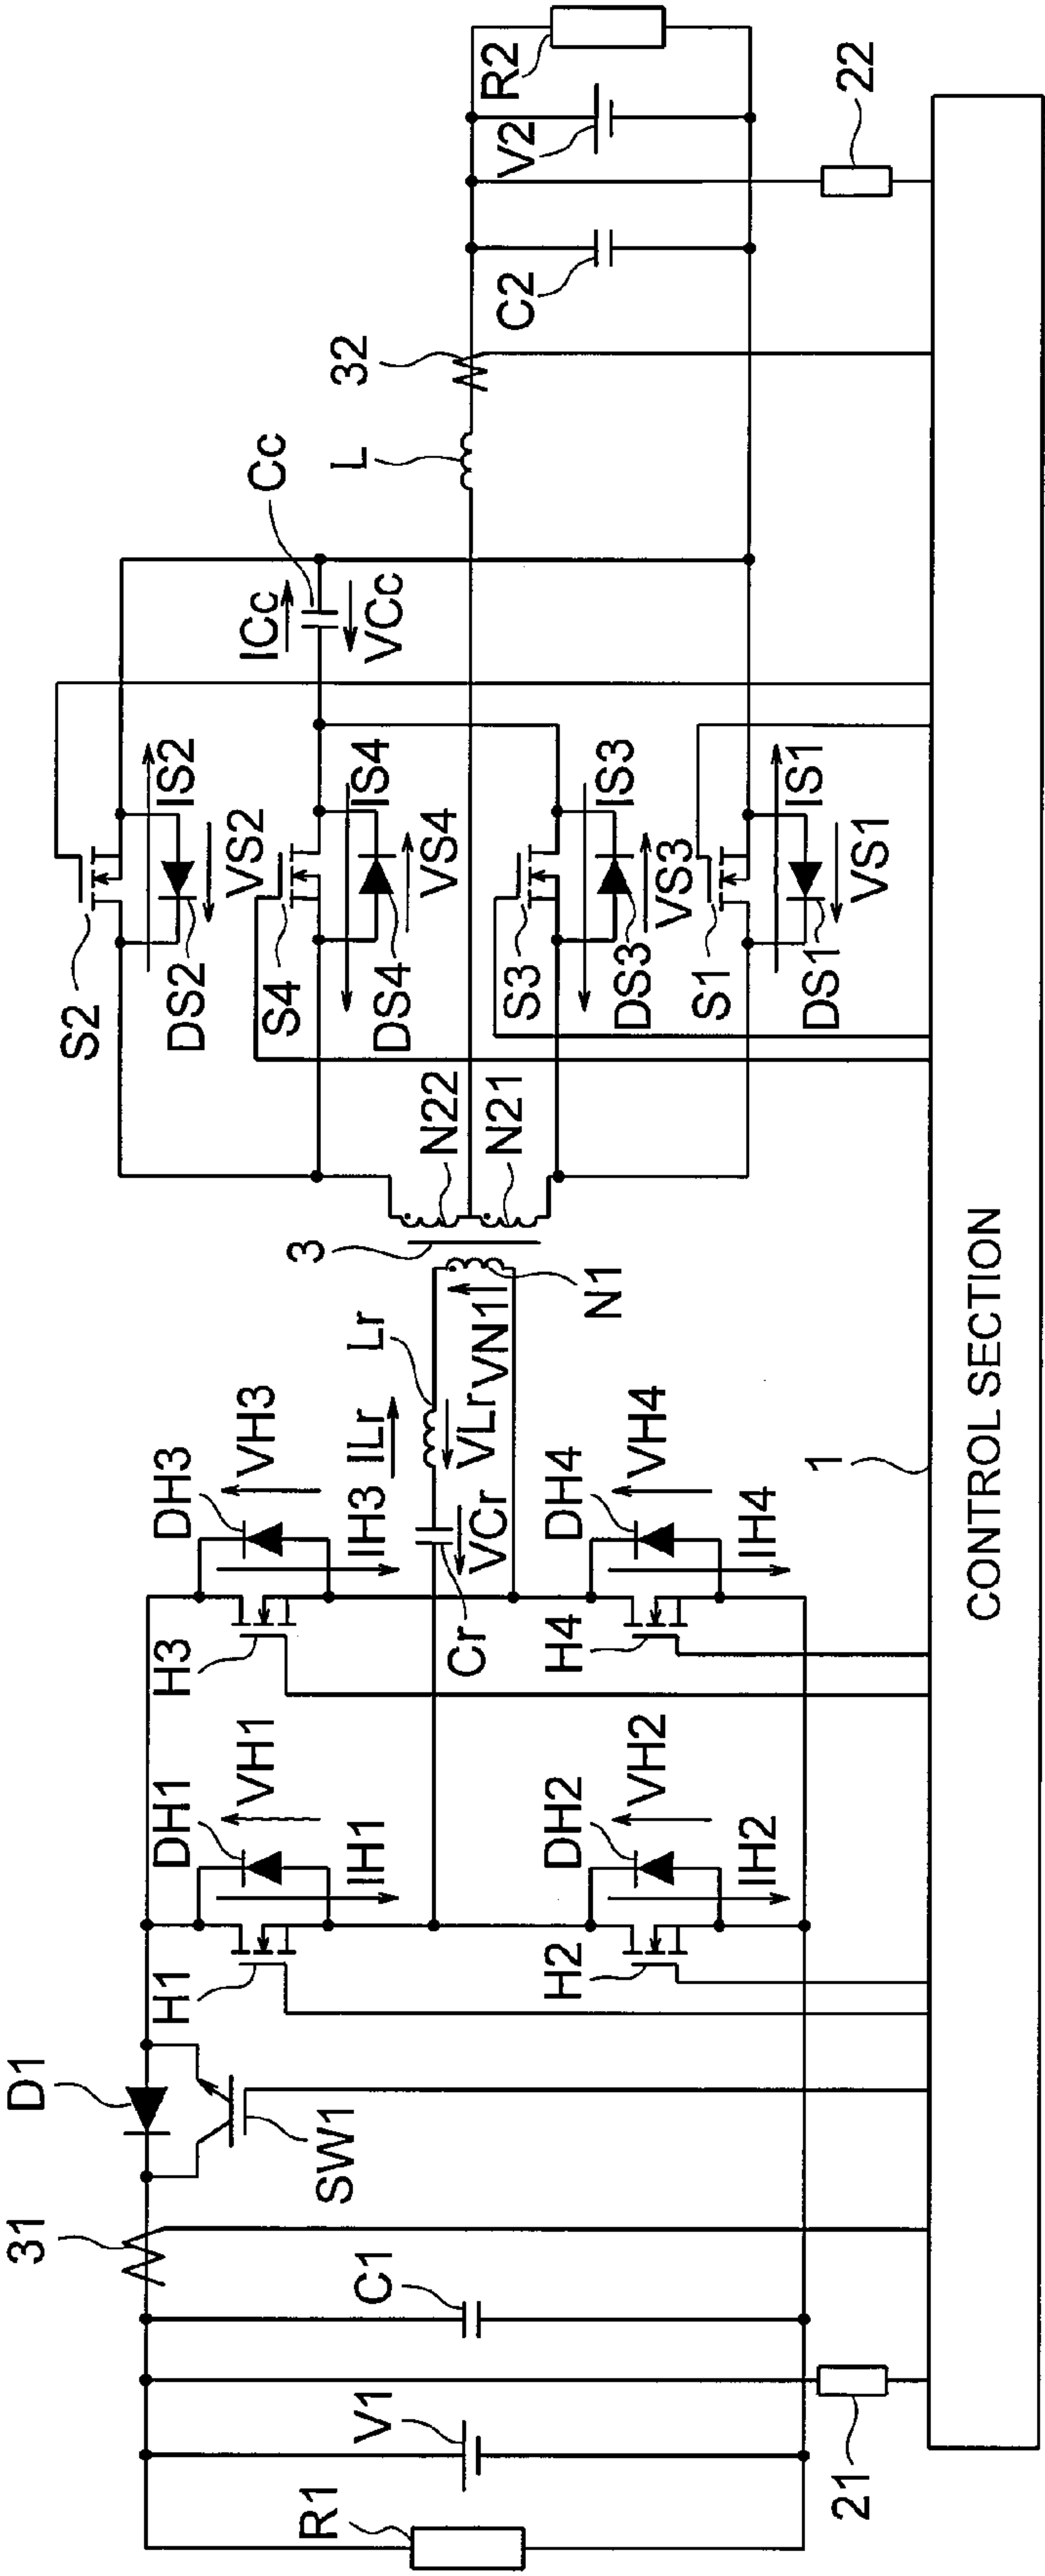 R1
V1
21
C1
31
D1
SW1
H1
DH1
VH1
IH1
H2
DH2
VH2
IH2
H3
DH3
VH3
IH3
H4
DH4
VH4
IH4
Cr
VCr
ILr
VLr
Lr
VN1
N1
3
N22
N21
S2
DS2
IS2
VS2
S4
DS4
IS4
VS4
S3
DS3
IS3
VS3
S1
DS1
IS1
VS1
ICc
VCc
Cc
L
32
C2
V2
R2
22
1
CONTROL SECTION